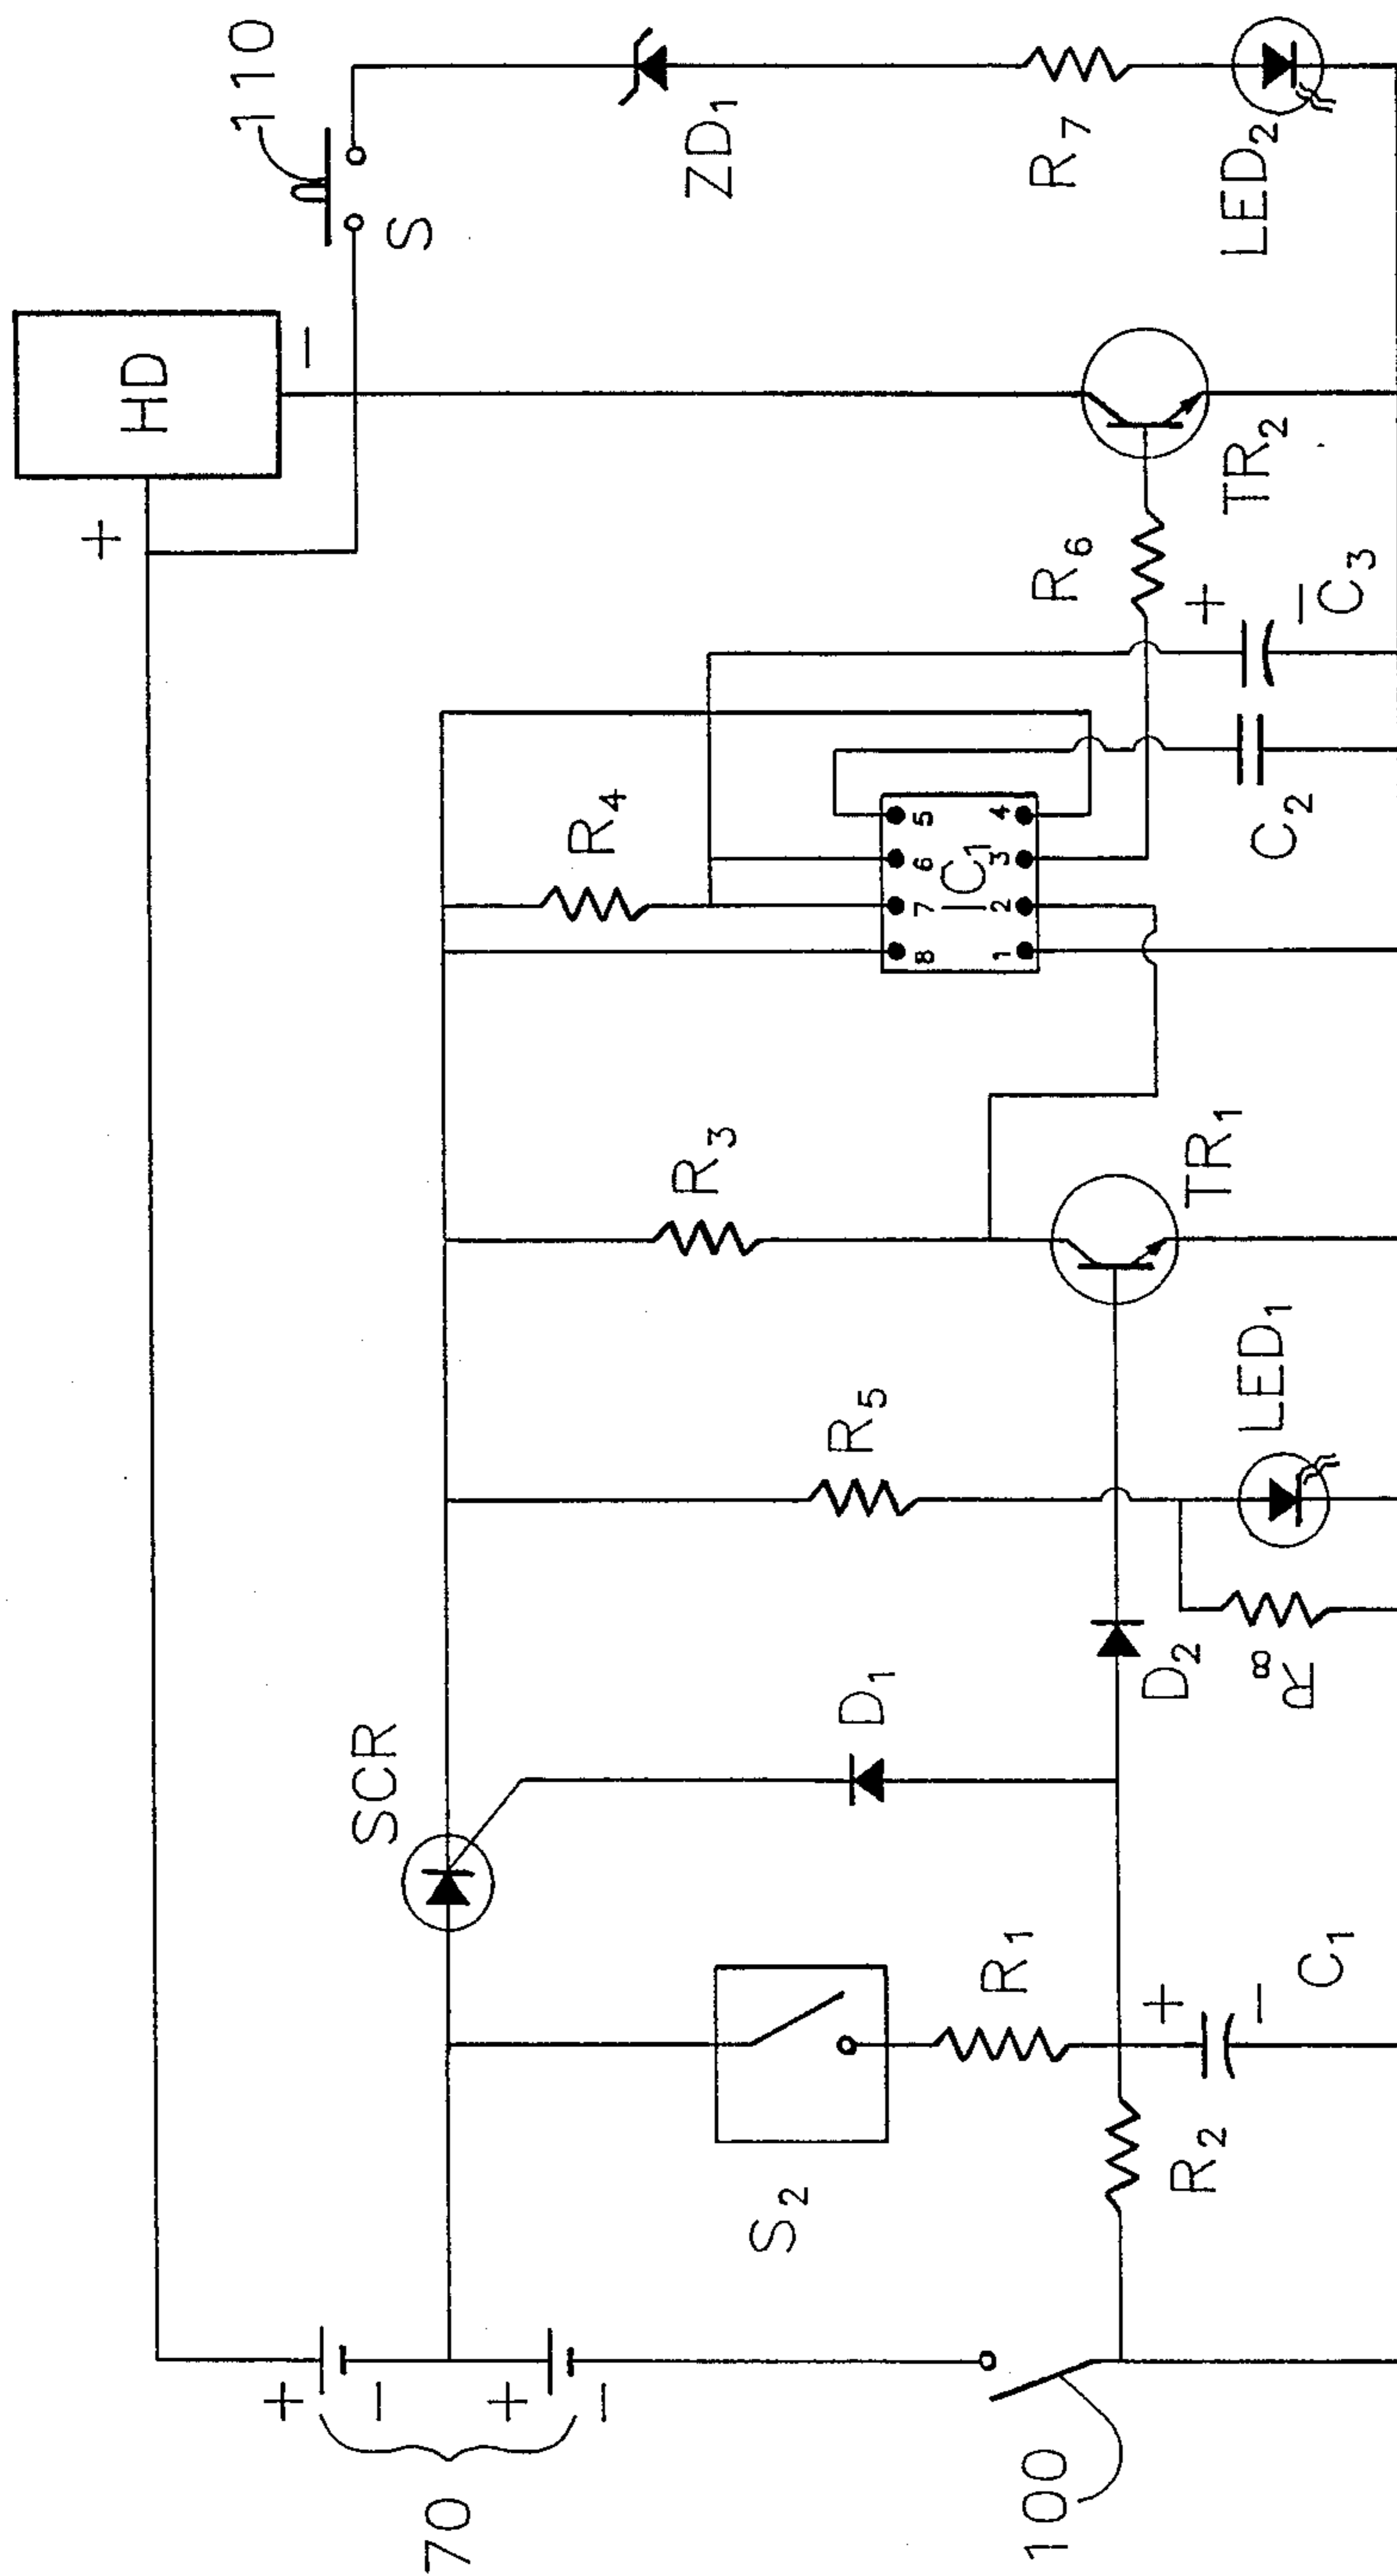 70
+
−
+
−
100
S2
R1
R2
+
−
C1
SCR
D1
D2
R8
R5
LED1
R3
TR1
R4
8 7 6 5
IC1
1 2 3 4
C2
+
−
C3
R6
TR2
+
HD
−
110
S
ZD1
R7
LED2